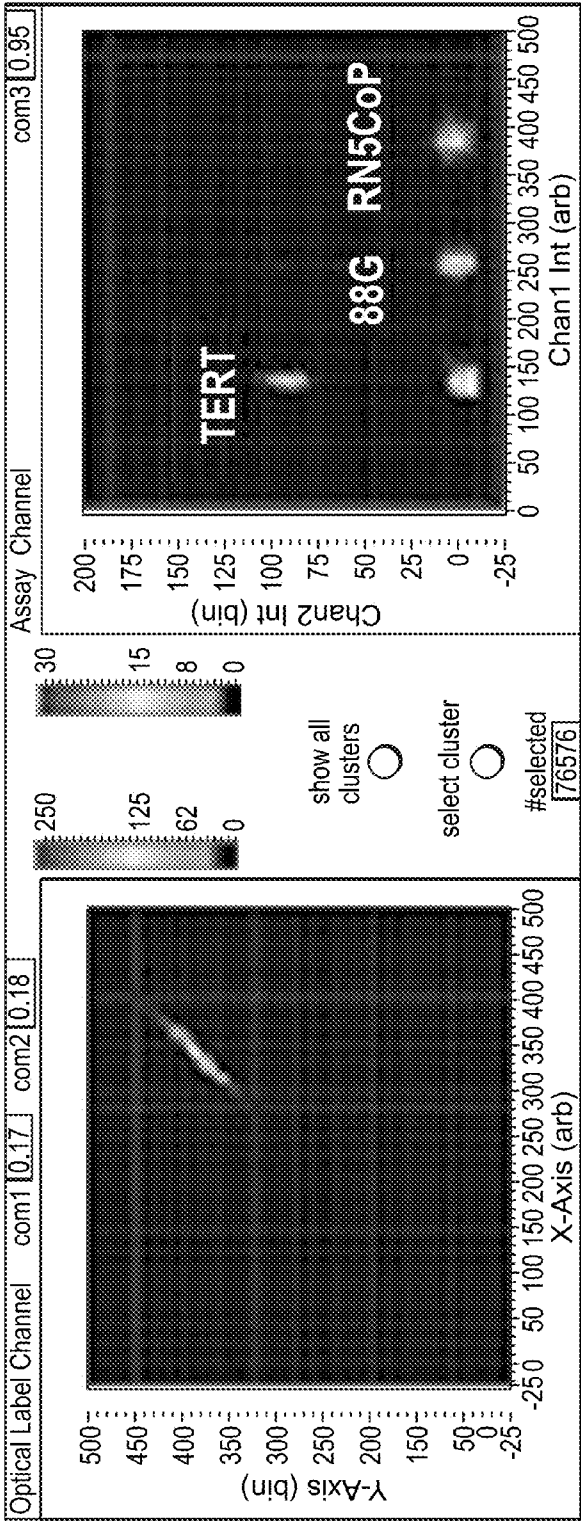 Optical Label Channel com1 0.17 com2 0.18
500
450
400
350
300
250
200
150
50
0
-25
Y-Axis (bin)
-250 50 100 150 200 250 300 350 400 450 500
X-Axis (arb)
250
125
62
0
30
15
8
0
show all
clusters
select cluster
#selected
76576
Assay Channel com3 0.95
200
175
150
125
100
75
50
25
0
-25
Chan2 Int (bin)
TERT
88G RN5CoP
0 50 100 150 200 250 300 350 400 450 500
Chan1 Int (arb)